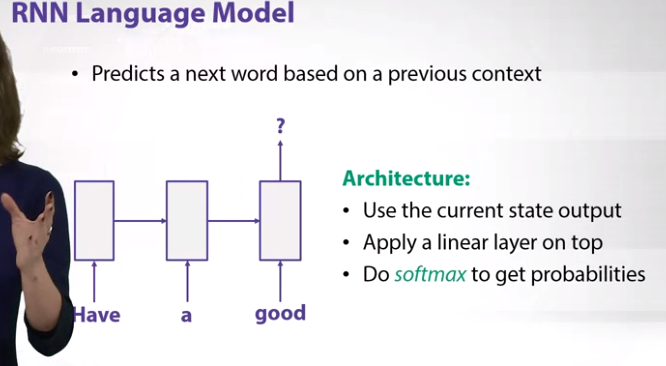 RNN Language Model
• Predicts a next word based on a previous context
?
Architecture:
• Use the current state output
• Apply a linear layer on top
• Do softmax to get probabilities
Have a good